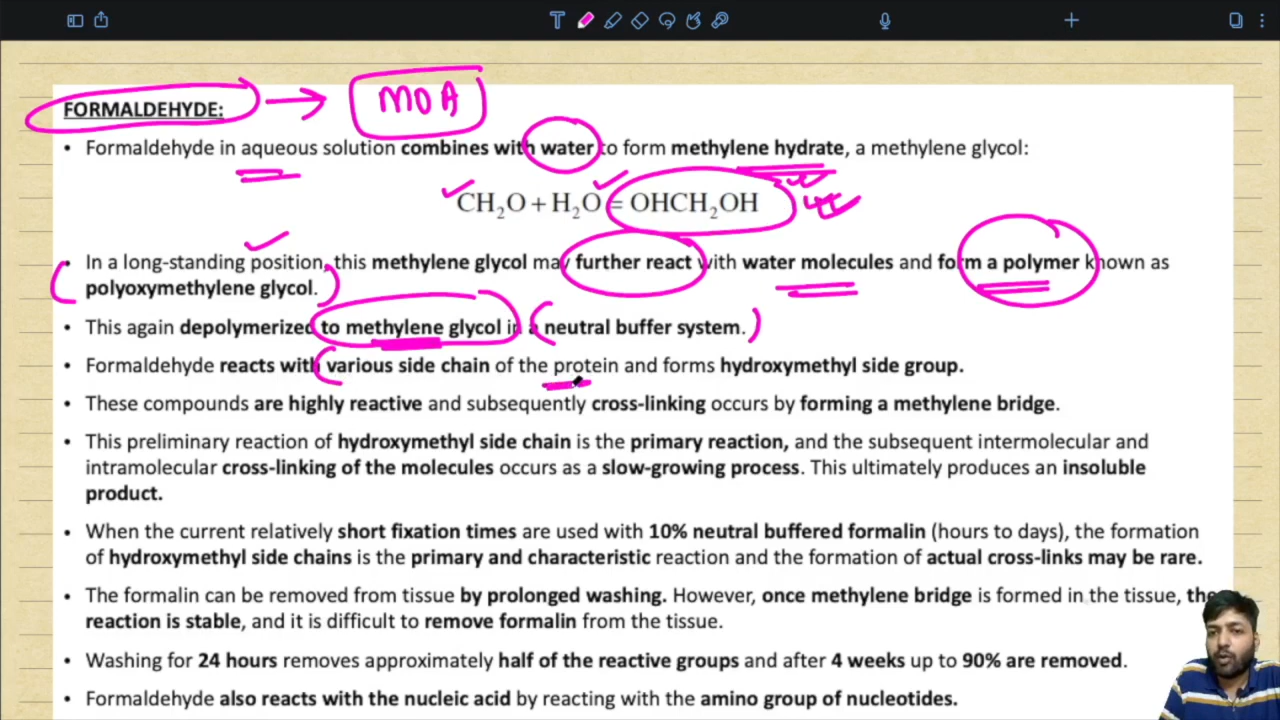 FORMALDEHYDE:
MOA
• Formaldehyde in aqueous solution combines with water to form methylene hydrate, a methylene glycol:
CH₂O + H₂O = OHCH₂OH
• In a long-standing position, this methylene glycol may further react with water molecules and form a polymer known as
polyoxymethylene glycol.
• This again depolymerized to methylene glycol in a neutral buffer system.
• Formaldehyde reacts with various side chain of the protein and forms hydroxymethyl side group.
• These compounds are highly reactive and subsequently cross-linking occurs by forming a methylene bridge.
• This preliminary reaction of hydroxymethyl side chain is the primary reaction, and the subsequent intermolecular and
intramolecular cross-linking of the molecules occurs as a slow-growing process. This ultimately produces an insoluble
product.
• When the current relatively short fixation times are used with 10% neutral buffered formalin (hours to days), the formation
of hydroxymethyl side chains is the primary and characteristic reaction and the formation of actual cross-links may be rare.
• The formalin can be removed from tissue by prolonged washing. However, once methylene bridge is formed in the tissue, the
reaction is stable, and it is difficult to remove formalin from the tissue.
• Washing for 24 hours removes approximately half of the reactive groups and after 4 weeks up to 90% are removed.
• Formaldehyde also reacts with the nucleic acid by reacting with the amino group of nucleotides.